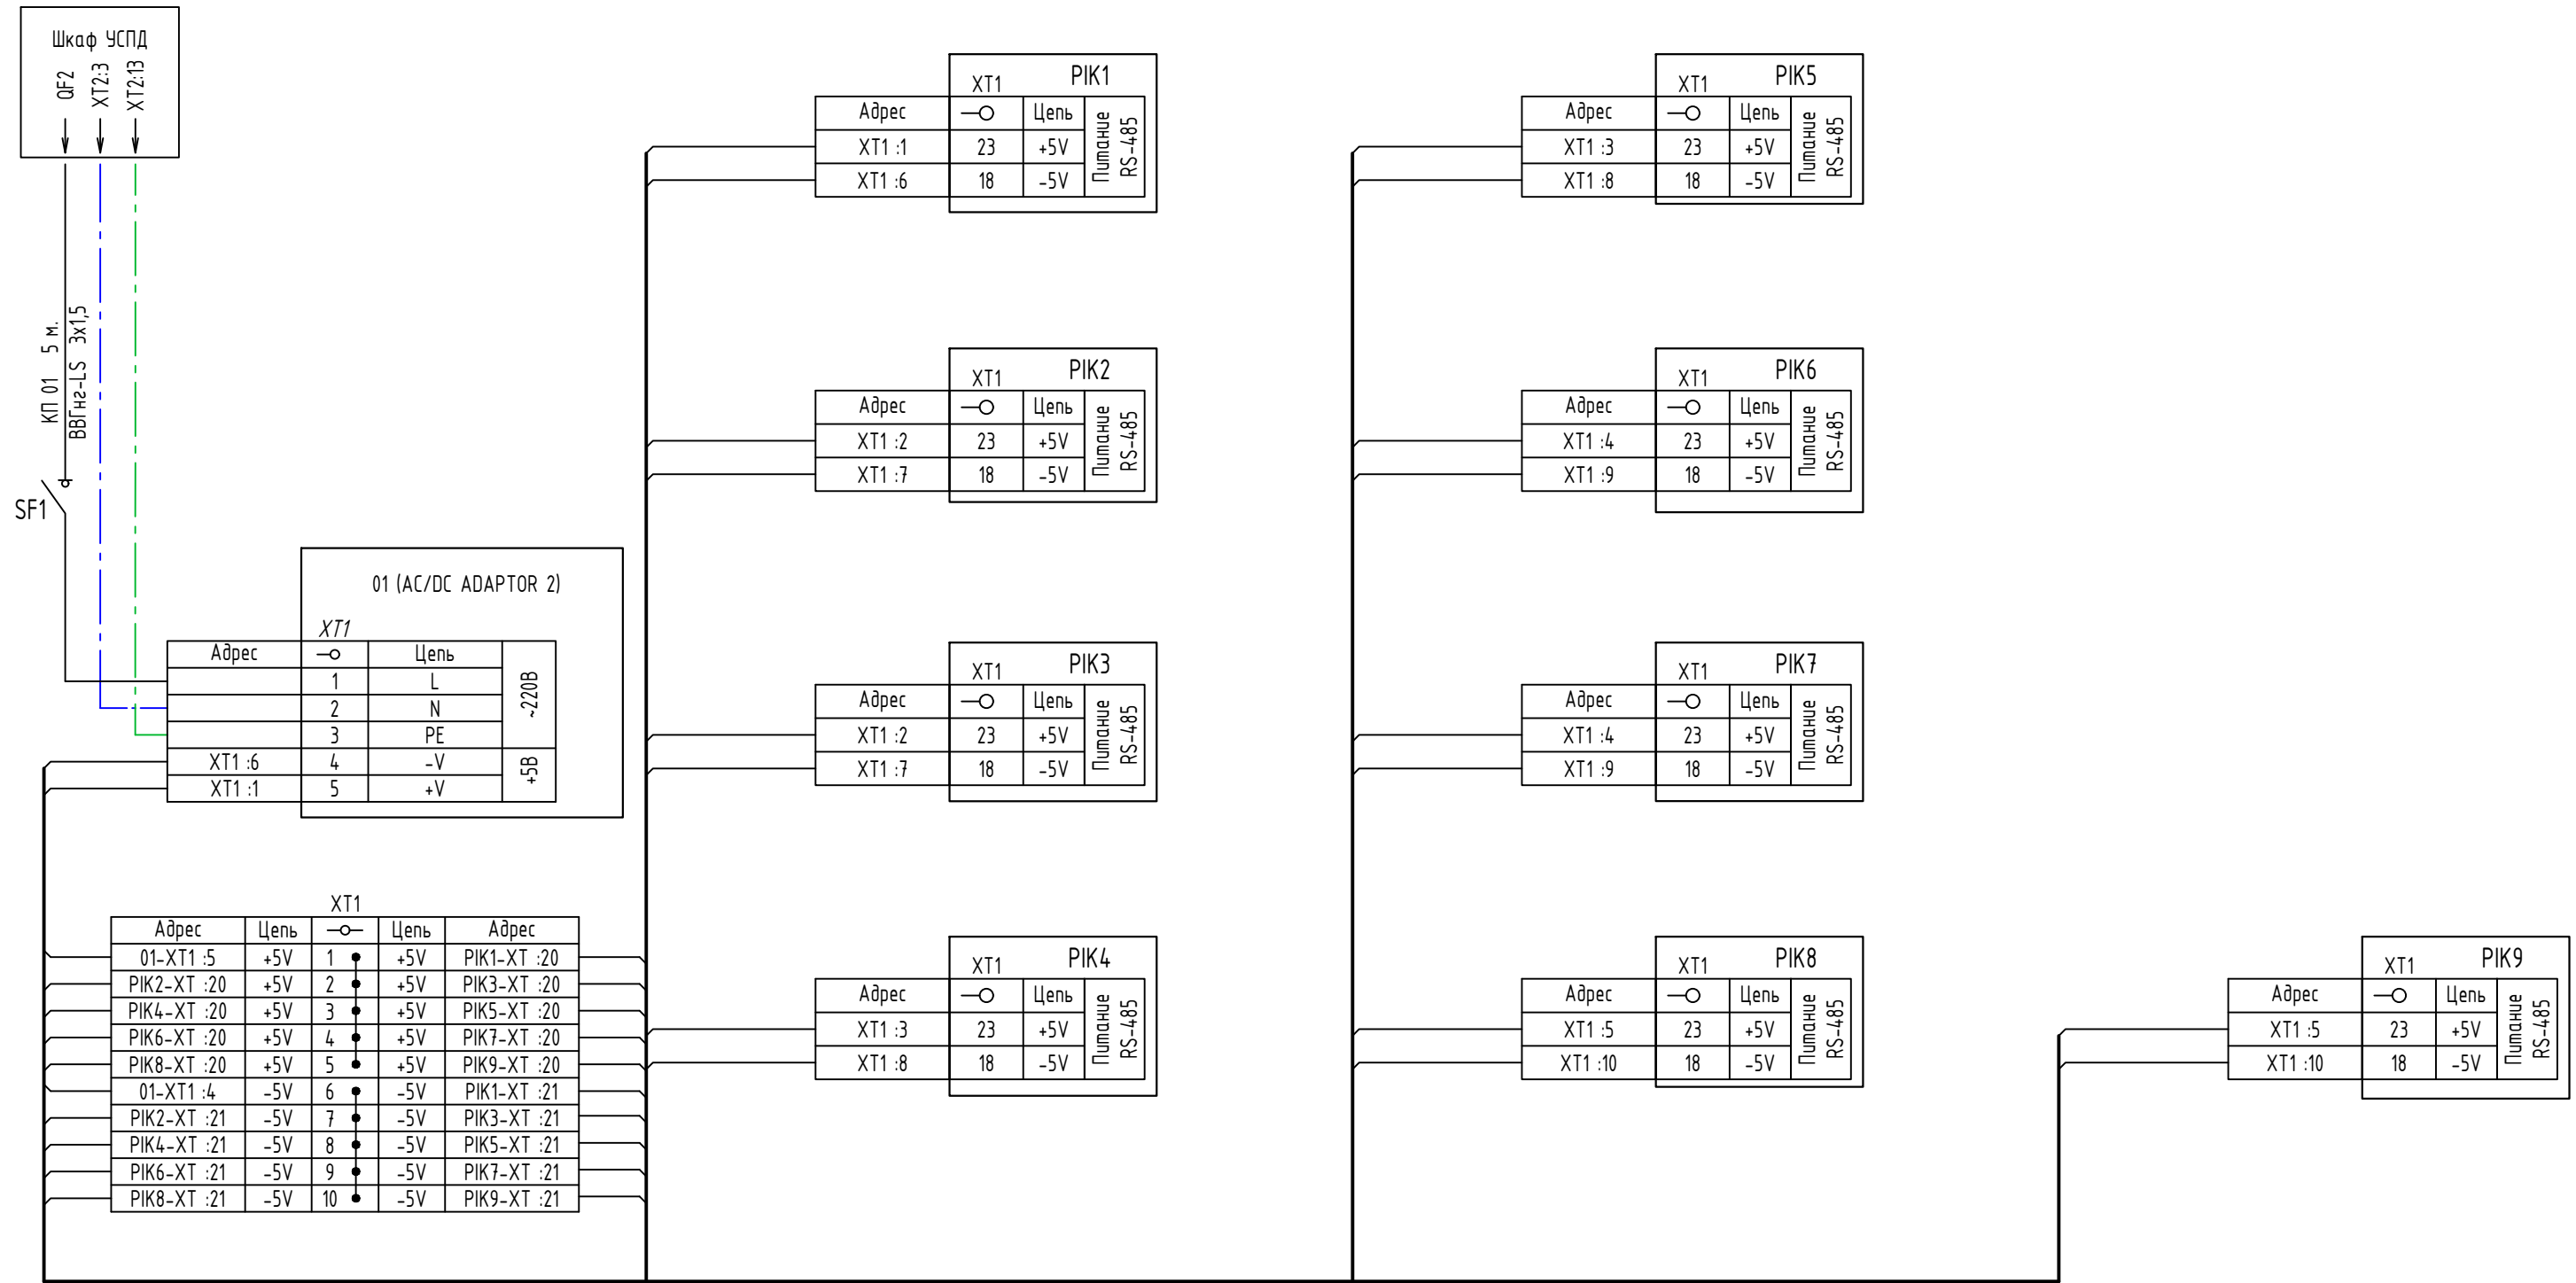 Шкаф УСПД
QF2
XT2:3
XT2:13
КП 01 5 м.
ВВГнг-LS 3x1,5
SF1
01 (AC/DC ADAPTOR 2)
XT1
Адрес Цепь
1 L
2 N
3 PE
~220В
XT1 :6 4 -V
XT1 :1 5 +V
+5В
XT1
Адрес Цепь Цепь Адрес
01-XT1 :5 +5V 1 +5V PIK1-XT :20
PIK2-XT :20 +5V 2 +5V PIK3-XT :20
PIK4-XT :20 +5V 3 +5V PIK5-XT :20
PIK6-XT :20 +5V 4 +5V PIK7-XT :20
PIK8-XT :20 +5V 5 +5V PIK9-XT :20
01-XT1 :4 -5V 6 -5V PIK1-XT :21
PIK2-XT :21 -5V 7 -5V PIK3-XT :21
PIK4-XT :21 -5V 8 -5V PIK5-XT :21
PIK6-XT :21 -5V 9 -5V PIK7-XT :21
PIK8-XT :21 -5V 10 -5V PIK9-XT :21
XT1 PIK1
Адрес Цепь
XT1 :1 23 +5V
XT1 :6 18 -5V
Питание
RS-485
XT1 PIK2
Адрес Цепь
XT1 :2 23 +5V
XT1 :7 18 -5V
Питание
RS-485
XT1 PIK3
Адрес Цепь
XT1 :2 23 +5V
XT1 :7 18 -5V
Питание
RS-485
XT1 PIK4
Адрес Цепь
XT1 :3 23 +5V
XT1 :8 18 -5V
Питание
RS-485
XT1 PIK5
Адрес Цепь
XT1 :3 23 +5V
XT1 :8 18 -5V
Питание
RS-485
XT1 PIK6
Адрес Цепь
XT1 :4 23 +5V
XT1 :9 18 -5V
Питание
RS-485
XT1 PIK7
Адрес Цепь
XT1 :4 23 +5V
XT1 :9 18 -5V
Питание
RS-485
XT1 PIK8
Адрес Цепь
XT1 :5 23 +5V
XT1 :10 18 -5V
Питание
RS-485
XT1 PIK9
Адрес Цепь
XT1 :5 23 +5V
XT1 :10 18 -5V
Питание
RS-485